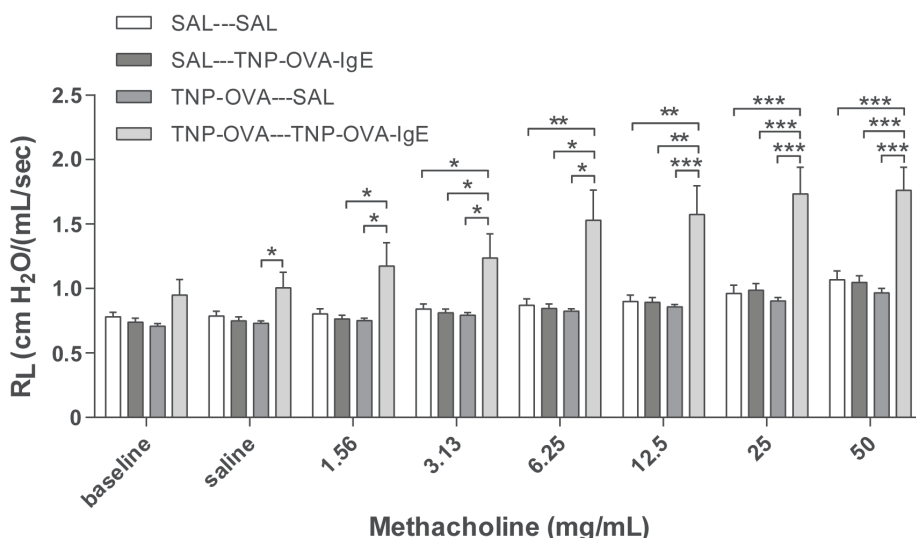 SAL---SAL
SAL---TNP-OVA-IgE
TNP-OVA---SAL
TNP-OVA---TNP-OVA-IgE
R_L (cm H₂O/(mL/sec)
2.5
2.0
1.5
1.0
0.5
0
*
* *
* * *
** * *
** ** ***
*** *** ***
*** *** ***
baseline
saline
1.56
3.13
6.25
12.5
25
50
Methacholine (mg/mL)